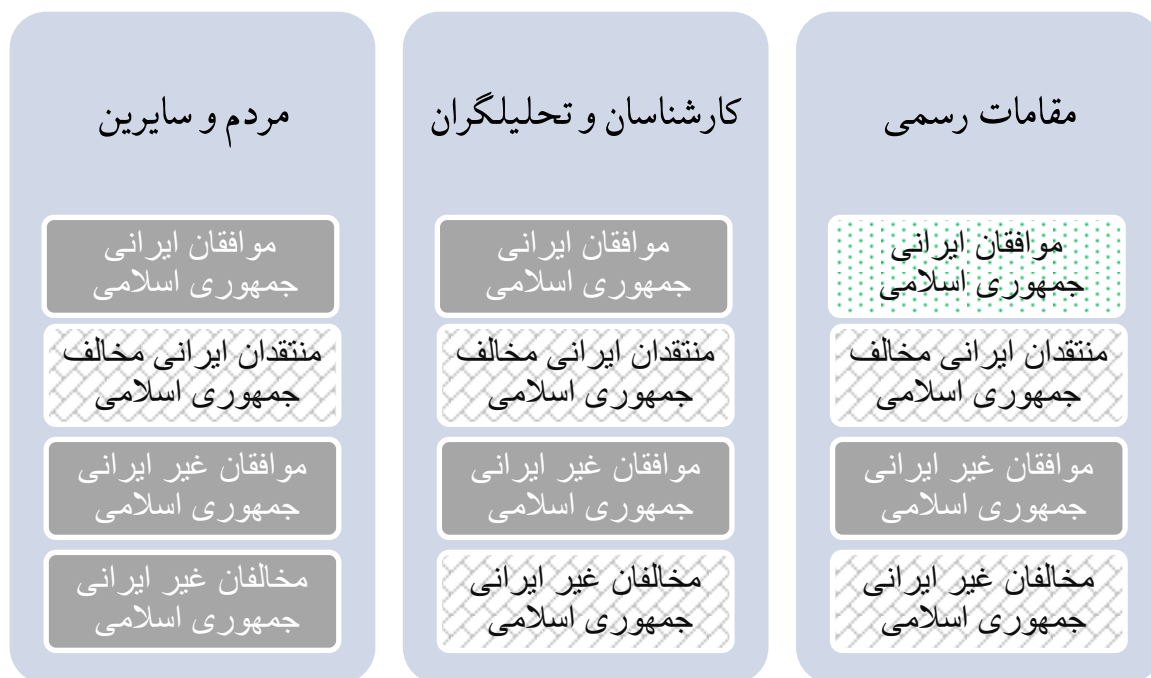 مقامات رسمی
موافقان ایرانی
جمهوری اسلامی
منتقدان ایرانی مخالف
جمهوری اسلامی
موافقان غیر ایرانی
جمهوری اسلامی
مخالفان غیر ایرانی
جمهوری اسلامی
کارشناسان و تحلیلگران
موافقان ایرانی
جمهوری اسلامی
منتقدان ایرانی مخالف
جمهوری اسلامی
موافقان غیر ایرانی
جمهوری اسلامی
مخالفان غیر ایرانی
جمهوری اسلامی
مردم و سایرین
موافقان ایرانی
جمهوری اسلامی
منتقدان ایرانی مخالف
جمهوری اسلامی
موافقان غیر ایرانی
جمهوری اسلامی
مخالفان غیر ایرانی
جمهوری اسلامی